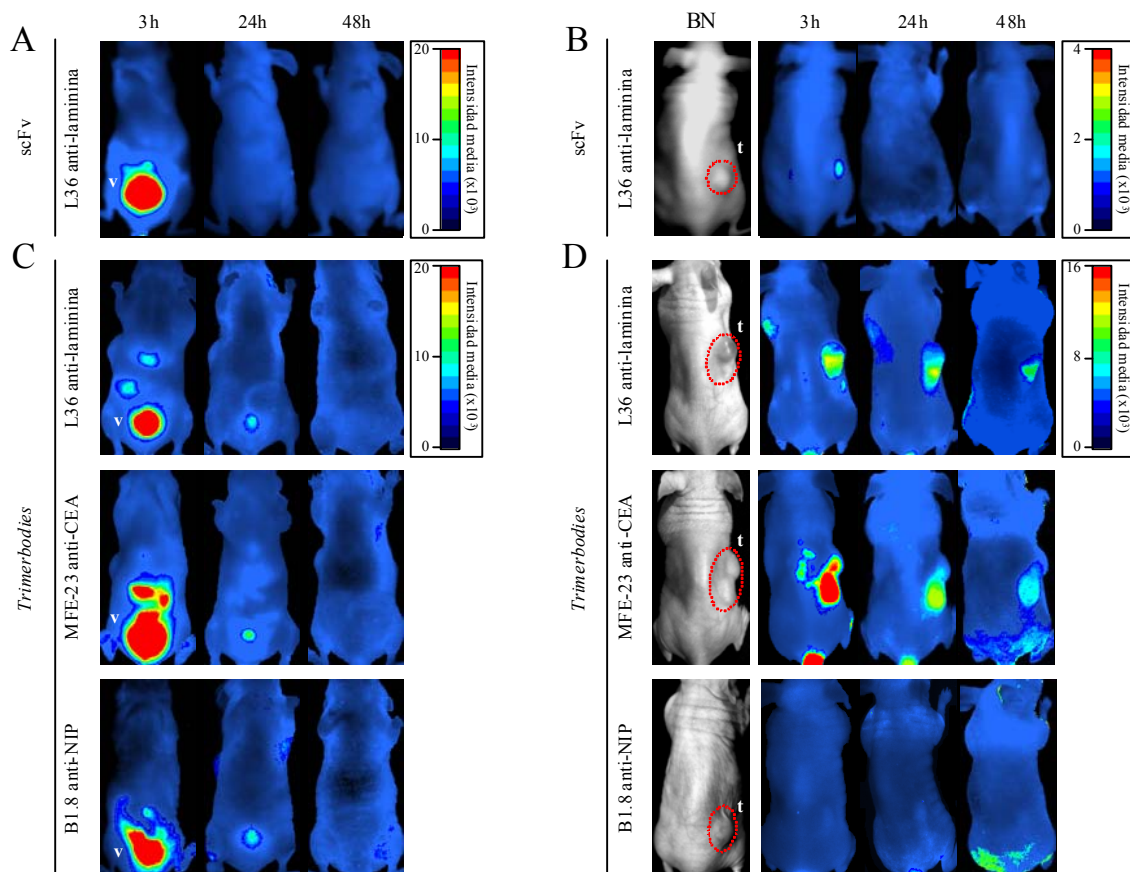 A
3h
24h
48h
scFv
L36 anti-laminina
v
20
10
0
Intensidad media (x10³)
B
BN
3h
24h
48h
scFv
L36 anti-laminina
t
4
2
0
Intensidad media (x10³)
C
Trimerbodies
L36 anti-laminina
v
20
10
0
Intensidad media (x10³)
MFE-23 anti-CEA
v
B1.8 anti-NIP
v
D
Trimerbodies
L36 anti-laminina
t
16
8
0
Intensidad media (x10³)
MFE-23 anti-CEA
t
B1.8 anti-NIP
t